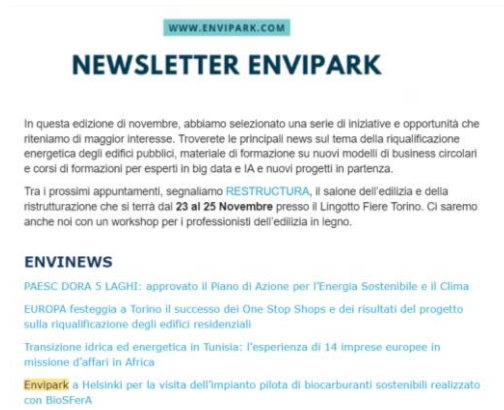 WWW.ENVIPARK.COM
NEWSLETTER ENVIPARK
In questa edizione di novembre, abbiamo selezionato una serie di iniziative e opportunità che
riteniamo di maggior interesse. Troverete le principali news sul tema della riqualificazione
energetica degli edifici pubblici, materiale di formazione su nuovi modelli di business circolari
e corsi di formazioni per esperti in big data e IA e nuovi progetti in partenza.
Tra i prossimi appuntamenti, segnaliamo RESTRUCTURA, il salone dell'edilizia e della
ristrutturazione che si terrà dal 23 al 25 Novembre presso il Lingotto Fiere Torino. Ci saremo
anche noi con un workshop per i professionisti dell'edilizia in legno.
ENVINEWS
PAESC DORA 5 LAGHI: approvato il Piano di Azione per l'Energia Sostenibile e il Clima
EUROPA festeggia a Torino il successo dei One Stop Shops e dei risultati del progetto
sulla riqualificazione degli edifici residenziali
Transizione idrica ed energetica in Tunisia: l'esperienza di 14 imprese europee in
missione d'affari in Africa
Envipark a Helsinki per la visita dell'impianto pilota di biocarburanti sostenibili realizzato
con BioSFerA